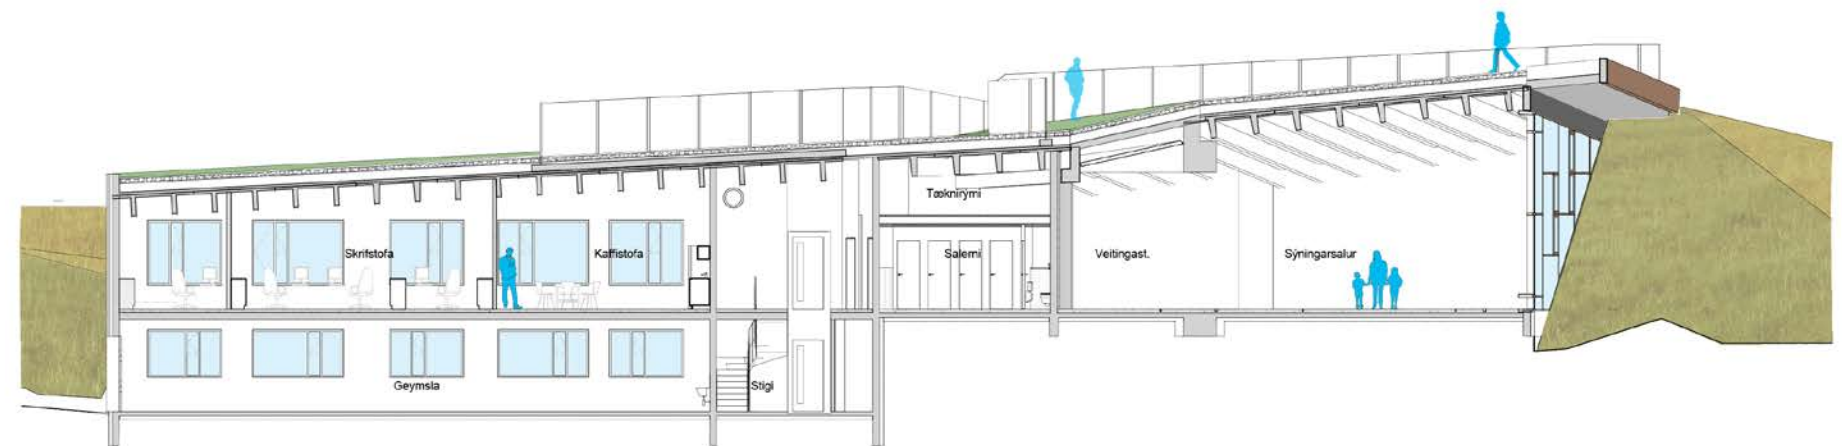 Tæknirými
Skrifstofa
Kaffistofa
Salerni
Veitingast.
Sýningarsalur
Geymsla
Stigi